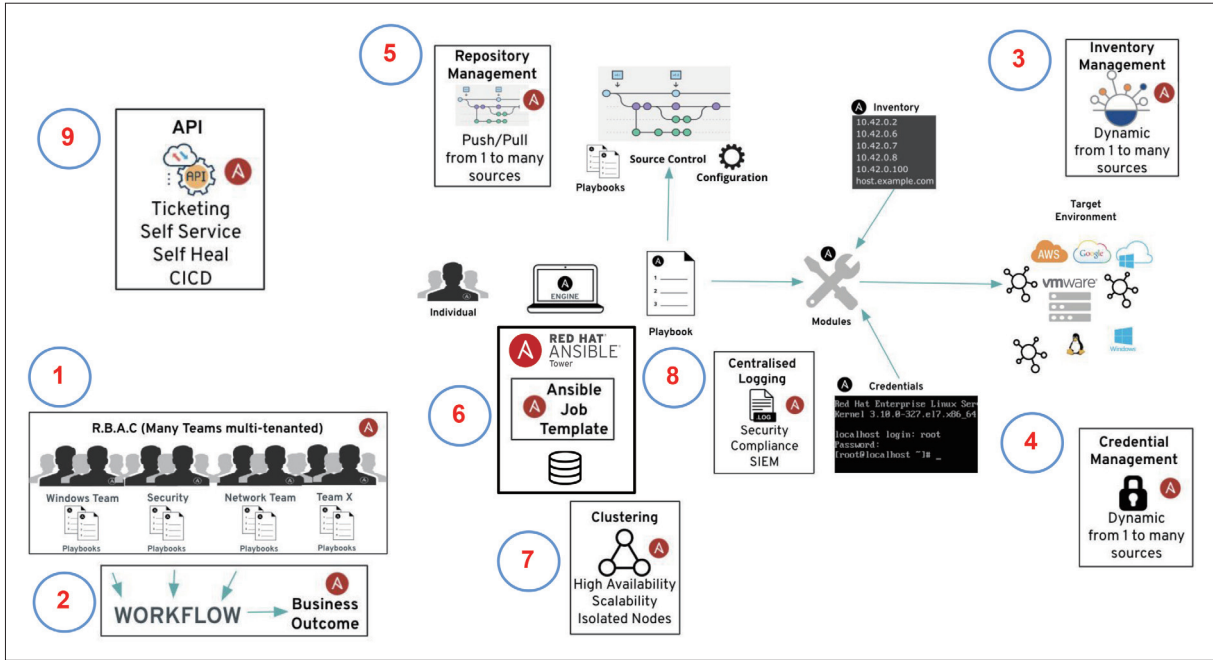 5
Repository
Management
Push/Pull
from 1 to many
sources
Playbooks
Source Control
Configuration
Inventory
10.42.0.2
10.42.0.6
10.42.0.7
10.42.0.8
10.42.0.100
host.example.com
3
Inventory
Management
Dynamic
from 1 to many
sources
9
API
API
Ticketing
Self Service
Self Heal
CICD
Individual
ENGINE
Playbook
1
2
3
Modules
Target
Environment
AWS
Google
vmware
Windows
RED HAT
ANSIBLE
Tower
6
Ansible
Job
Template
8
Centralised
Logging
.LOG
Security
Compliance
SIEM
Credentials
Red Hat Enterprise Linux Ser
Kernel 3.10.0-327.el7.x86_64
localhost login: root
Password:
[root@localhost ~]# _
4
Credential
Management
Dynamic
from 1 to many
sources
1
R.B.A.C (Many Teams multi-tenanted)
Windows Team
Security
Network Team
Team X
Playbooks
Playbooks
Playbooks
Playbooks
2
WORKFLOW
Business
Outcome
7
Clustering
High Availability
Scalability
Isolated Nodes